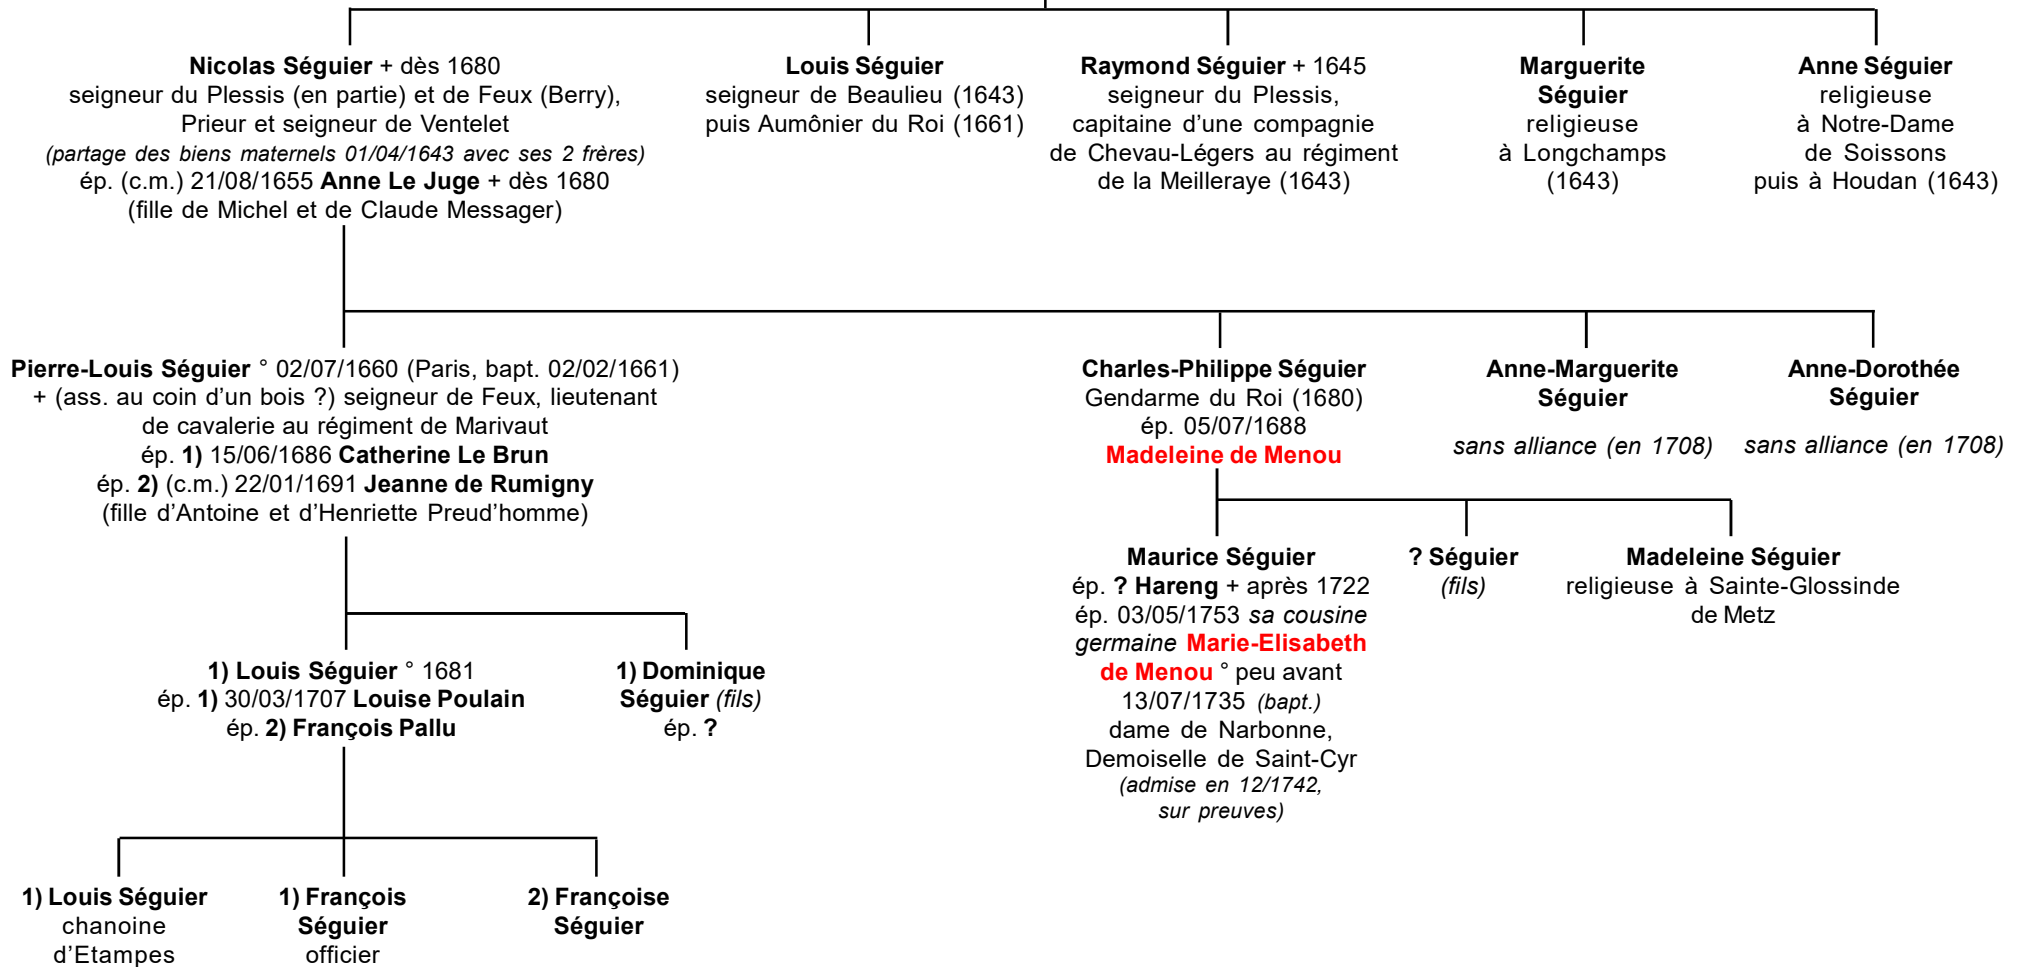 Nicolas Séguier + dès 1680
seigneur du Plessis (en partie) et de Feux (Berry),
Prieur et seigneur de Ventelet
(partage des biens maternels 01/04/1643 avec ses 2 frères)
ép. (c.m.) 21/08/1655 Anne Le Juge + dès 1680
(fille de Michel et de Claude Messager)
Louis Séguier
seigneur de Beaulieu (1643)
puis Aumônier du Roi (1661)
Raymond Séguier + 1645
seigneur du Plessis,
capitaine d’une compagnie
de Chevau-Légers au régiment
de la Meilleraye (1643)
Marguerite
Séguier
religieuse
à Longchamps
(1643)
Anne Séguier
religieuse
à Notre-Dame
de Soissons
puis à Houdan (1643)
Pierre-Louis Séguier ° 02/07/1660 (Paris, bapt. 02/02/1661)
+ (ass. au coin d’un bois ?) seigneur de Feux, lieutenant
de cavalerie au régiment de Marivaut
ép. 1) 15/06/1686 Catherine Le Brun
ép. 2) (c.m.) 22/01/1691 Jeanne de Rumigny
(fille d’Antoine et d’Henriette Preud’homme)
Charles-Philippe Séguier
Gendarme du Roi (1680)
ép. 05/07/1688
Madeleine de Menou
Anne-Marguerite
Séguier
sans alliance (en 1708)
Anne-Dorothée
Séguier
sans alliance (en 1708)
Maurice Séguier
ép. ? Hareng + après 1722
ép. 03/05/1753 sa cousine
germaine Marie-Elisabeth
de Menou ° peu avant
13/07/1735 (bapt.)
dame de Narbonne,
Demoiselle de Saint-Cyr
(admise en 12/1742,
sur preuves)
? Séguier
(fils)
Madeleine Séguier
religieuse à Sainte-Glossinde
de Metz
1) Louis Séguier ° 1681
ép. 1) 30/03/1707 Louise Poulain
ép. 2) François Pallu
1) Dominique
Séguier (fils)
ép. ?
1) Louis Séguier
chanoine
d’Etampes
1) François
Séguier
officier
2) Françoise
Séguier